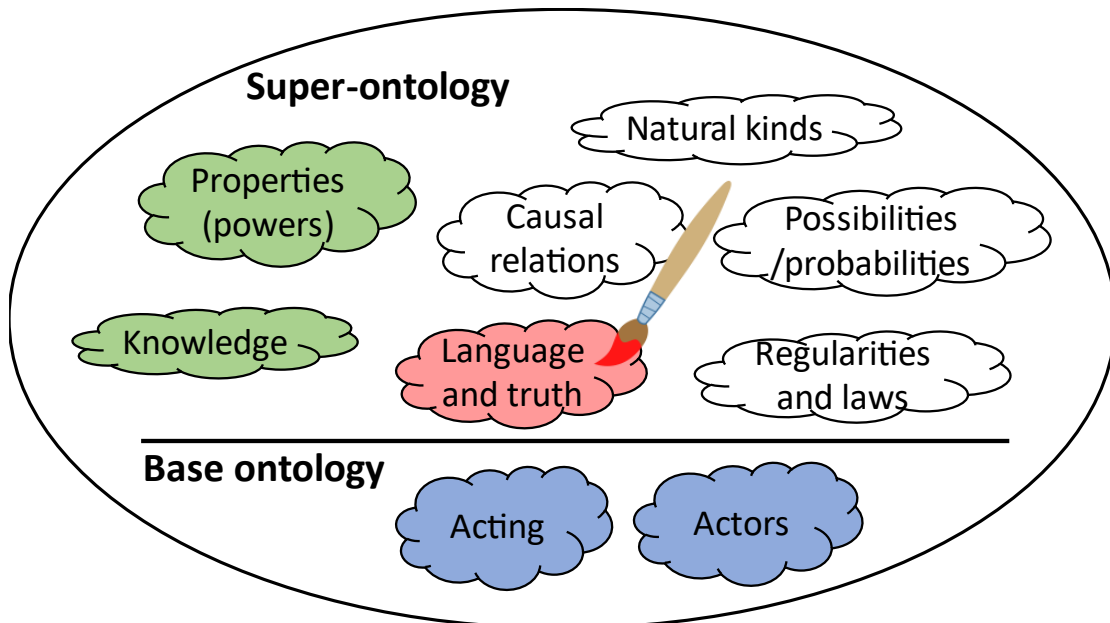 Super-ontology
Natural kinds
Properties
(powers)
Causal
relations
Possibilities
/probabilities
Knowledge
Language
and truth
Regularities
and laws
Base ontology
Acting
Actors